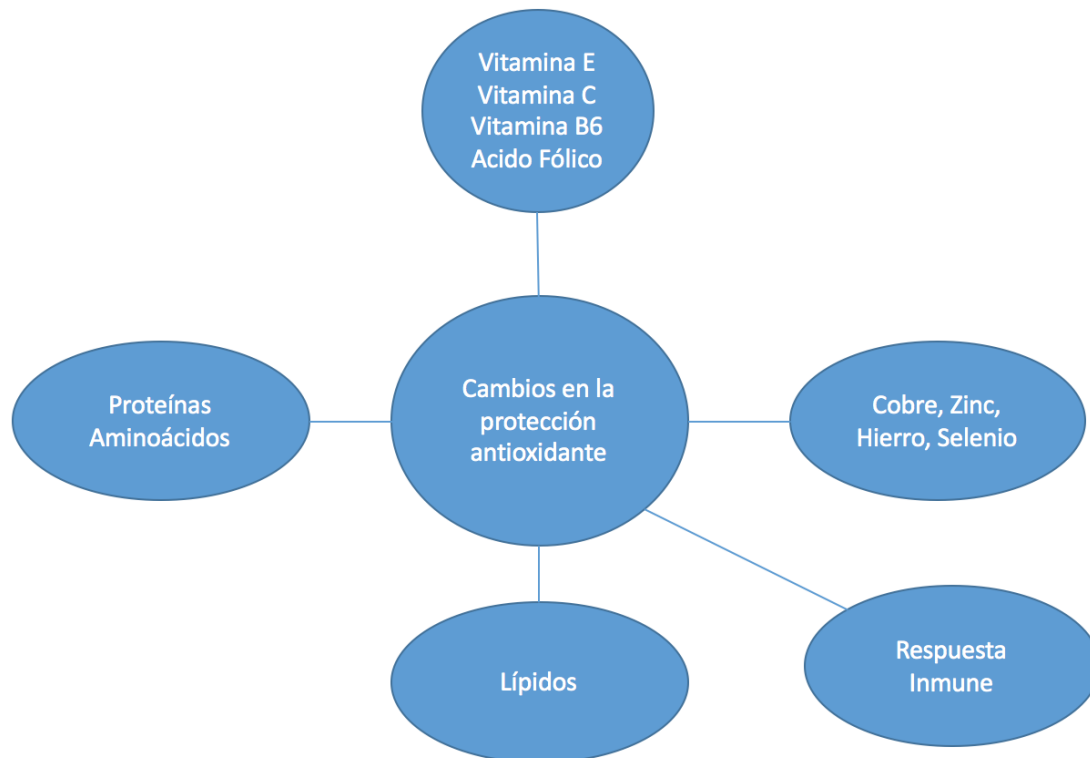 Vitamina E
Vitamina C
Vitamina B6
Acido Fólico
Proteínas
Aminoácidos
Cambios en la
protección
antioxidante
Cobre, Zinc,
Hierro, Selenio
Lípidos
Respuesta
Inmune